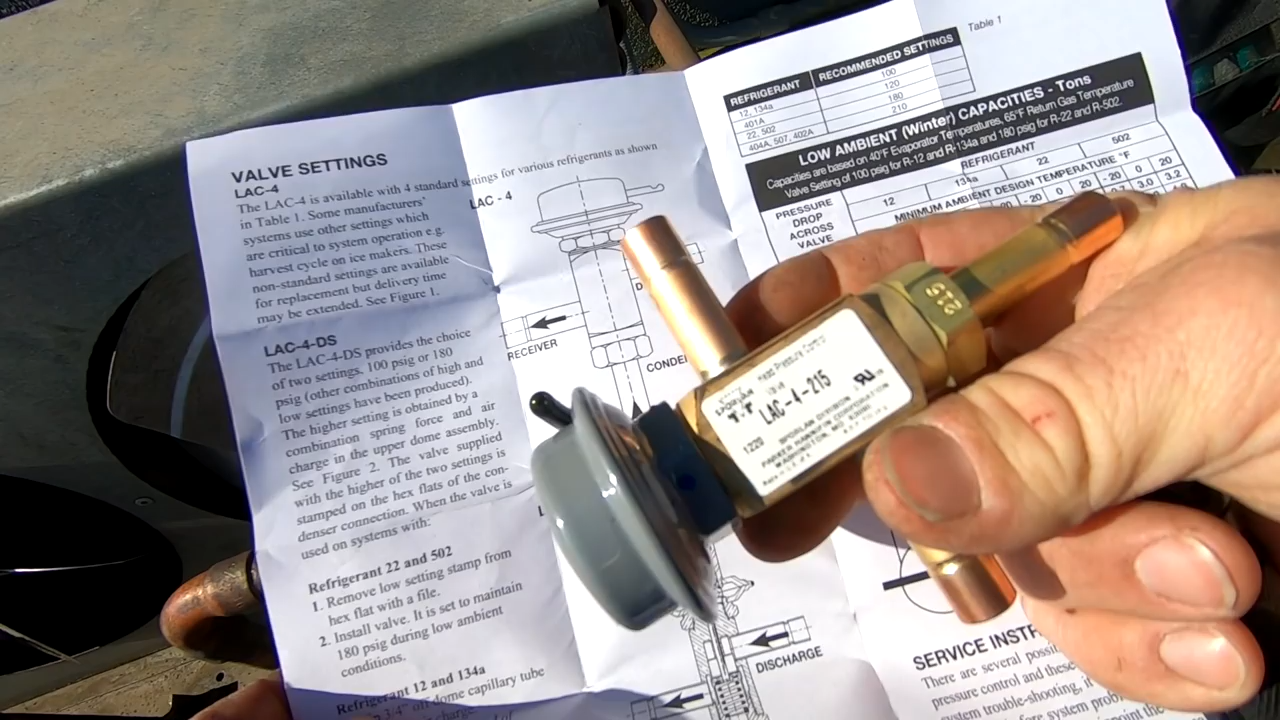 VALVE SETTINGS
LAC-4
The LAC-4 is available with 4 standard settings for various refrigerants as shown
in Table 1. Some manufacturers'
systems use other settings which
are critical to system operation e.g.
harvest cycle on ice makers. These
non-standard settings are available
for replacement but delivery time
may be extended. See Figure 1.
LAC-4-DS
The LAC-4-DS provides the choice
of two settings. 100 psig or 180
psig (other combinations of high and
low settings have been produced).
The higher setting is obtained by a
combination spring force and air
charge in the upper dome assembly.
See Figure 2. The valve supplied
with the higher of the two settings is
stamped on the hex flats of the con-
denser connection. When the valve is
used on systems with:
Refrigerant 22 and 502
1. Remove low setting stamp from
hex flat with a file.
2. Install valve. It is set to maintain
180 psig during low ambient
conditions.
Refrigerant 12 and 134a
3/4" off dome capillary tube
LAC - 4
RECEIVER
DISCHARGE
Table 1
REFRIGERANT RECOMMENDED SETTINGS
12, 134a 100
401A 120
22, 502 180
404A, 507, 402A 210
LOW AMBIENT (Winter) CAPACITIES - Tons
Capacities are based on 40°F Evaporator Temperatures, 65°F Return Gas Temperature
Valve Setting of 100 psig for R-12 and R-134a and 180 psig for R-22 and R-502.
PRESSURE
DROP
ACROSS
VALVE
REFRIGERANT
12 134a 22 502
MINIMUM AMBIENT DESIGN TEMPERATURE °F
20 - 20 0 20
3.0 3.2
215
Head Pressure Control
LAC-4-215
1220
SPORLAN DIVISION
PARKER HANNIFIN CORPORATION
WASHINGTON, MO
SERVICE INSTR
There are several possi
pressure control and these
system trouble-shooting, i